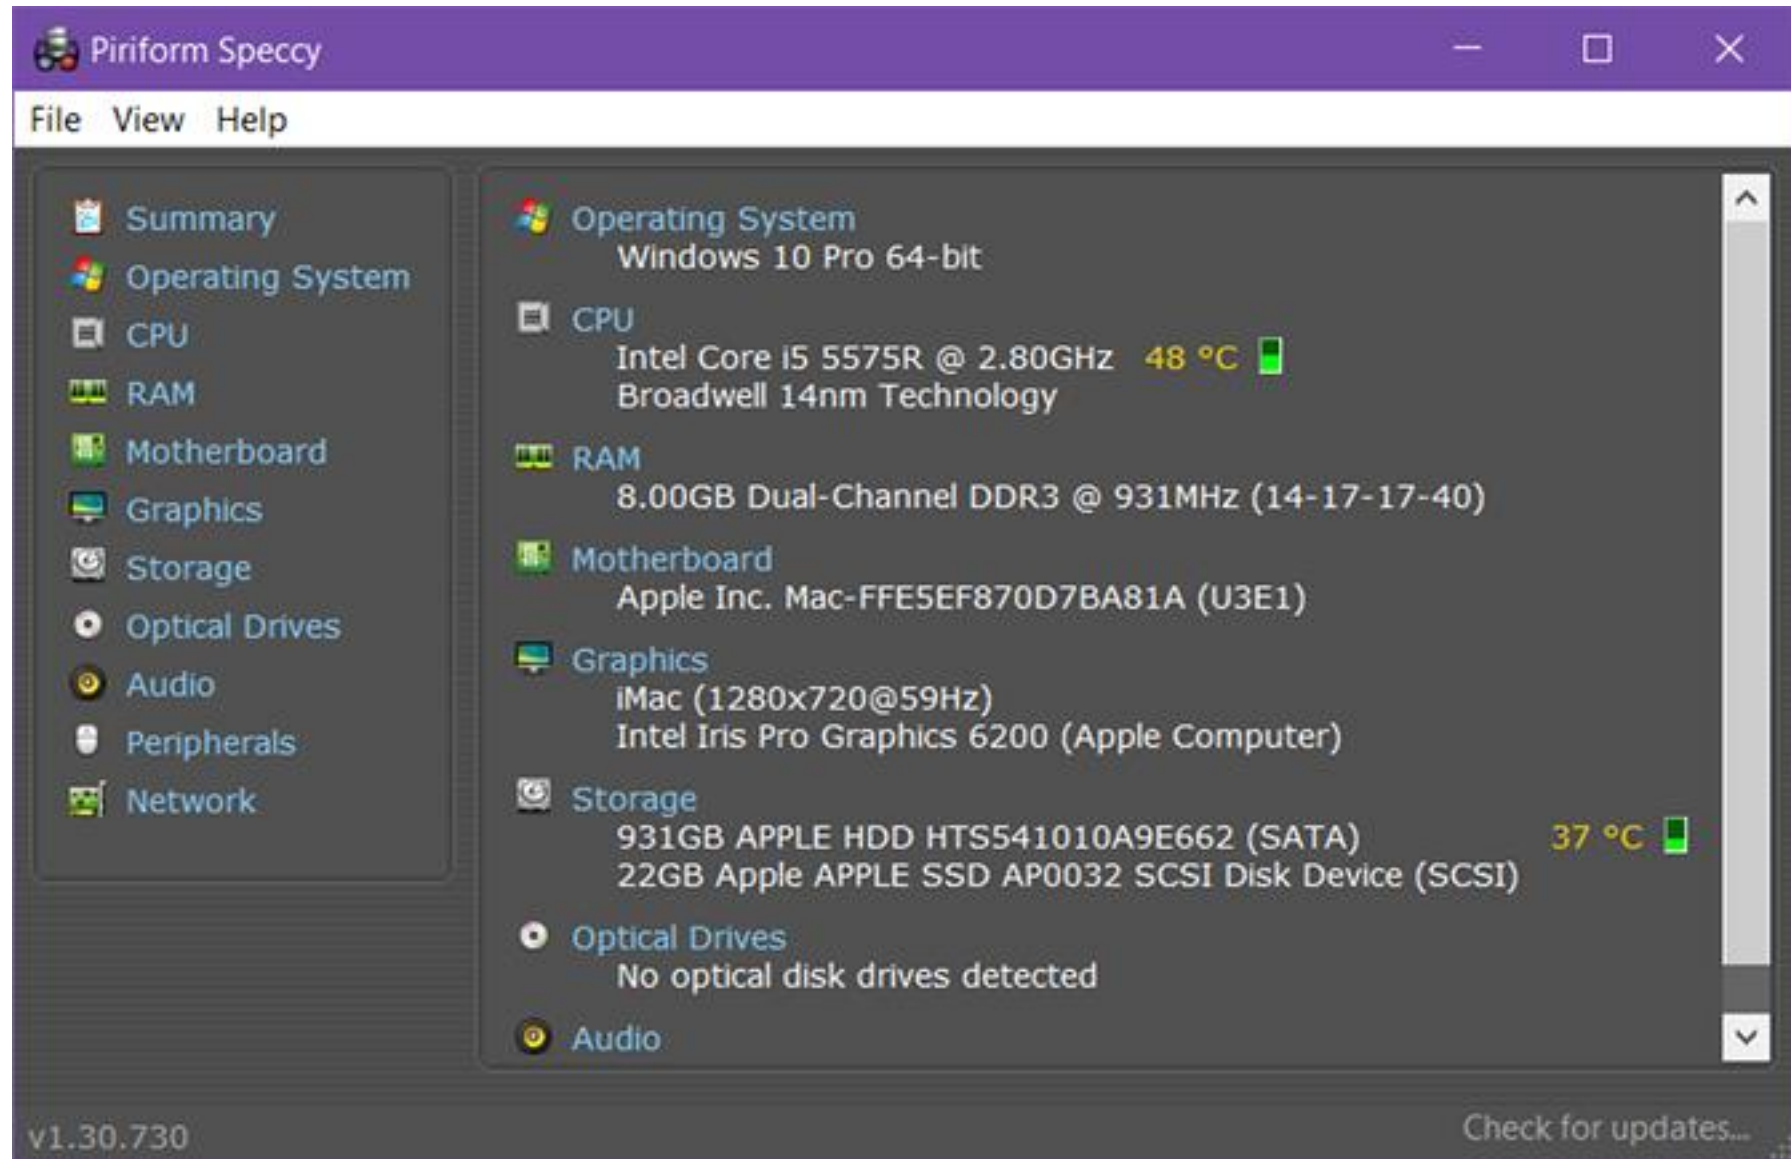 Piriform Speccy
File View Help
Summary
Operating System
CPU
RAM
Motherboard
Graphics
Storage
Optical Drives
Audio
Peripherals
Network
Operating System
Windows 10 Pro 64-bit
CPU
Intel Core i5 5575R @ 2.80GHz 48 °C
Broadwell 14nm Technology
RAM
8.00GB Dual-Channel DDR3 @ 931MHz (14-17-17-40)
Motherboard
Apple Inc. Mac-FFE5EF870D7BA81A (U3E1)
Graphics
iMac (1280x720@59Hz)
Intel Iris Pro Graphics 6200 (Apple Computer)
Storage
931GB APPLE HDD HTS541010A9E662 (SATA) 37 °C
22GB Apple APPLE SSD AP0032 SCSI Disk Device (SCSI)
Optical Drives
No optical disk drives detected
Audio
v1.30.730
Check for updates...